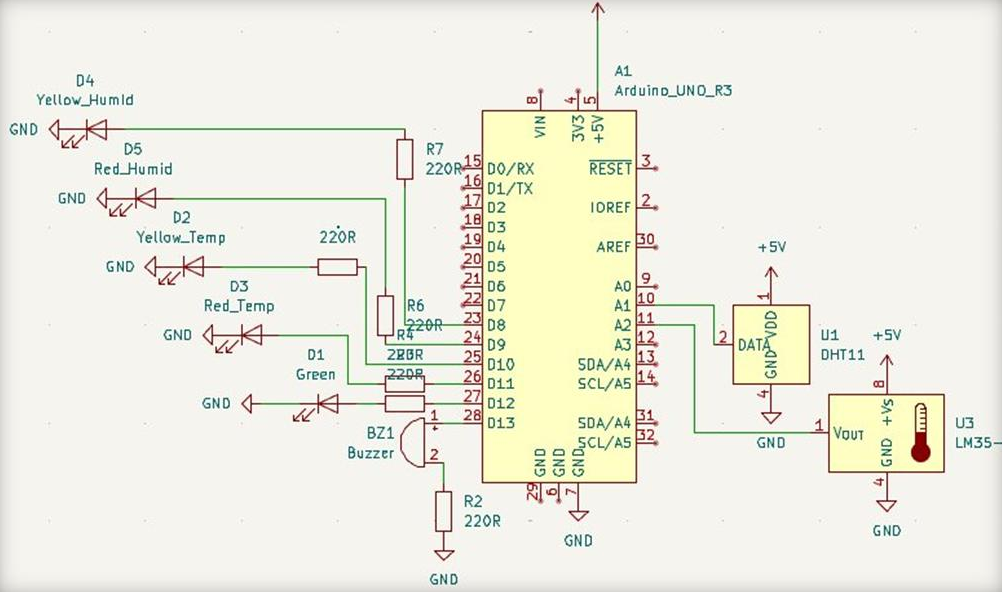 D4
Yellow_Humid
GND
D5
Red_Humid
GND
D2
Yellow_Temp
GND
220R
D3
Red_Temp
GND
D1
Green
GND
R7
220R
R6
220R
R4
220R
BZ1
Buzzer
1
+
2
R2
220R
GND
A1
Arduino_UNO_R3
8
4
5
VIN
3V3
+5V
15 D0/RX
16 D1/TX
17 D2
18 D3
19 D4
20 D5
21 D6
22 D7
23 D8
24 D9
25 D10
26 D11
27 D12
28 D13
RESET 3
IOREF 2
AREF 30
A0 9
A1 10
A2 11
A3 12
SDA/A4 13
SCL/A5 14
SDA/A4 31
SCL/A5 32
GND
GND
GND
29
6
7
GND
+5V
1
VDD
2 DATA
GND
4
GND
U1
DHT11
+5V
8
+Vs
1 VOUT
GND
4
GND
U3
LM35-